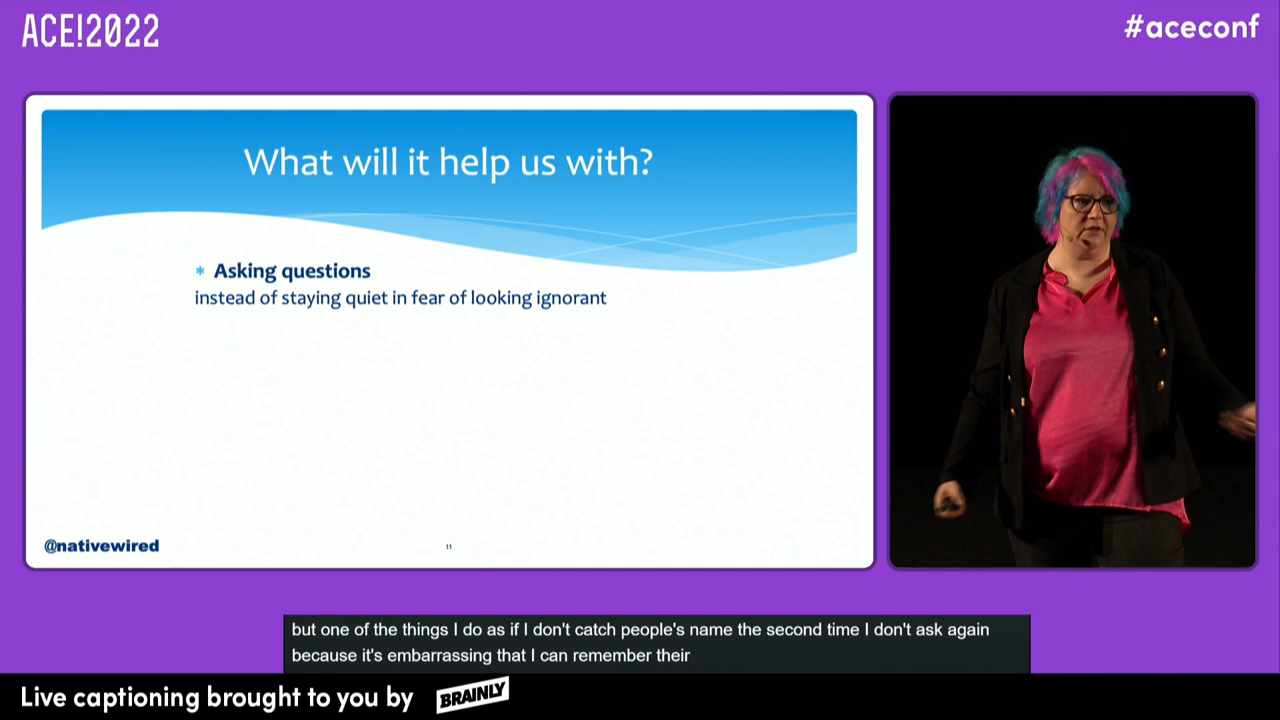 ACE!2022
#aceconf
What will it help us with?
* Asking questions
instead of staying quiet in fear of looking ignorant
@nativewired
11
but one of the things I do as if I don't catch people's name the second time I don't ask again
because it's embarrassing that I can remember their
Live captioning brought to you by BRAINLY